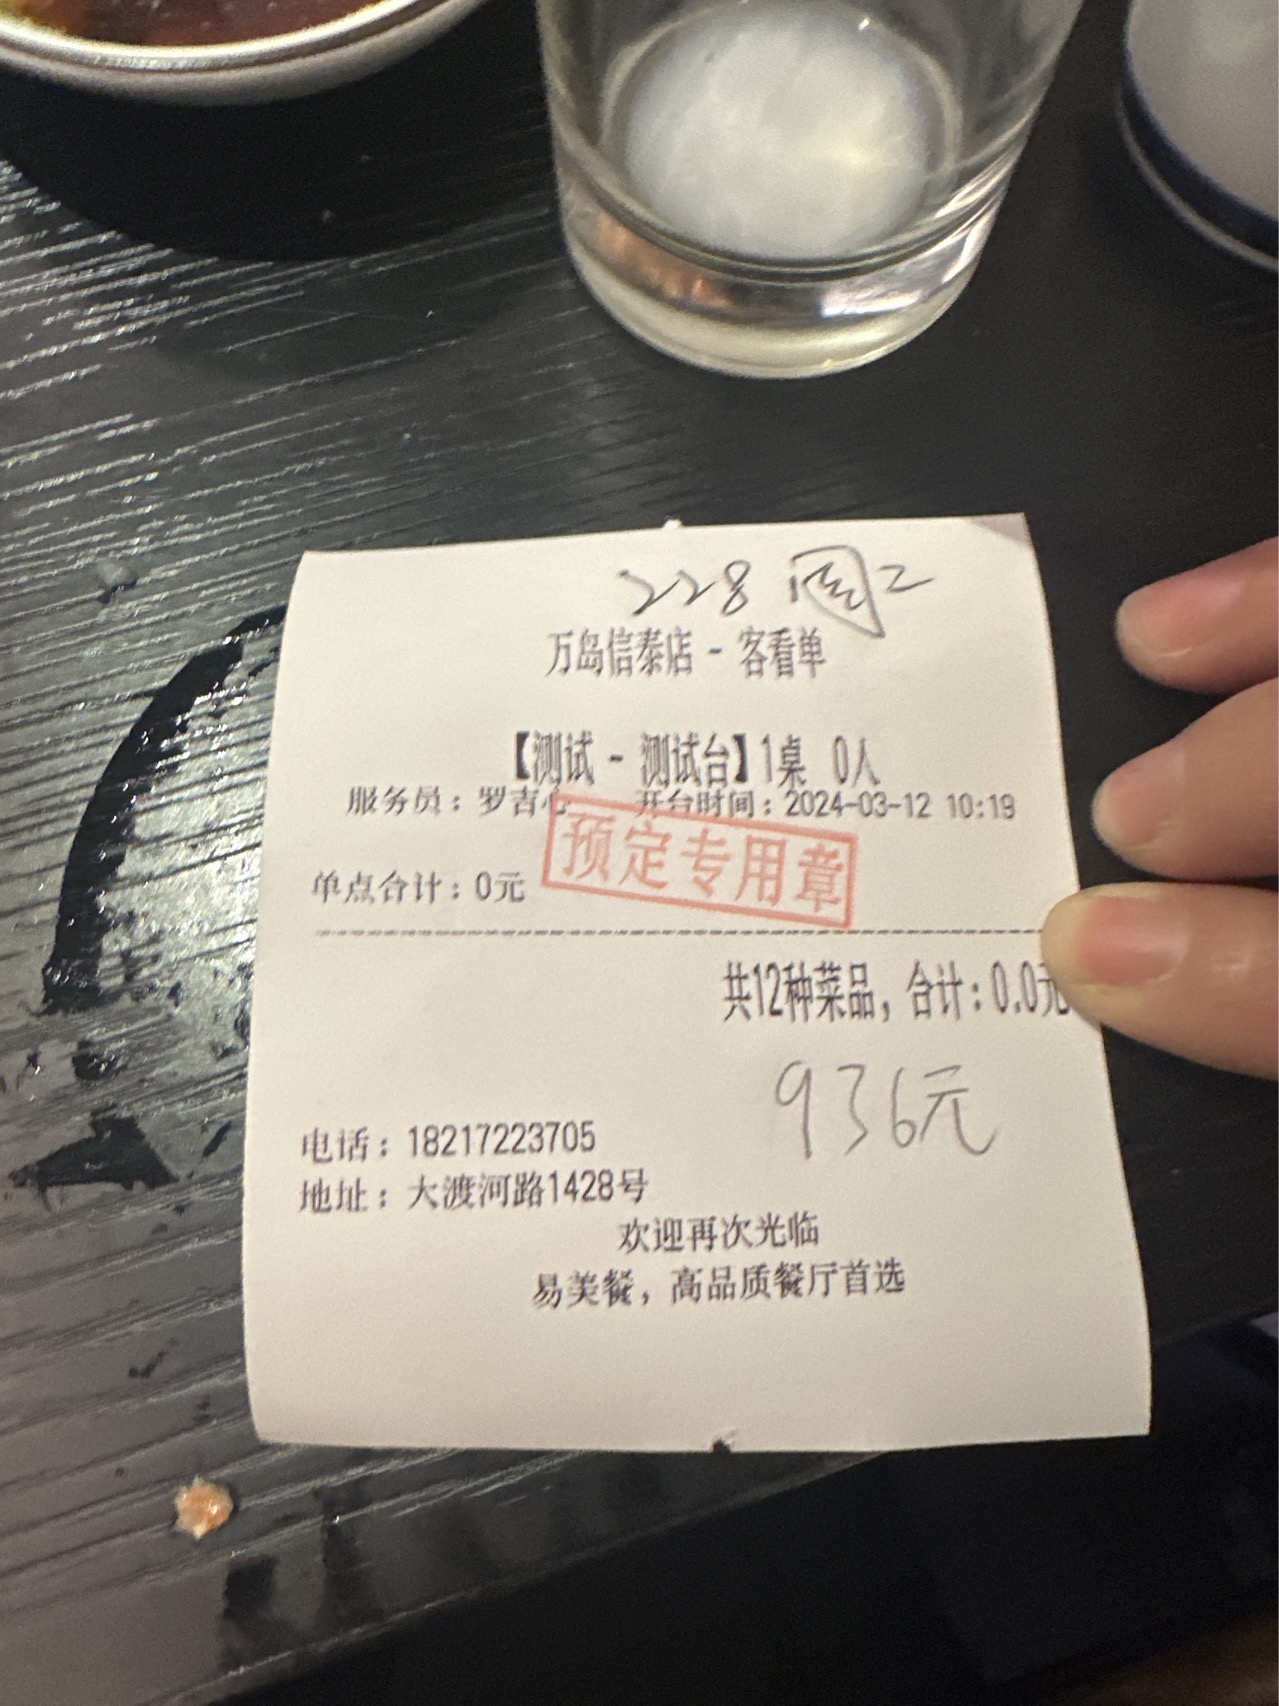 228
万岛信泰店 - 客看单
【测试 - 测试台】1桌 0人
服务员：罗吉心 开台时间：2024-03-12 10:19
预定专用章
单点合计：0元
共12种菜品，合计：0.0元
936元
电话：18217223705
地址：大渡河路1428号
欢迎再次光临
易美餐，高品质餐厅首选